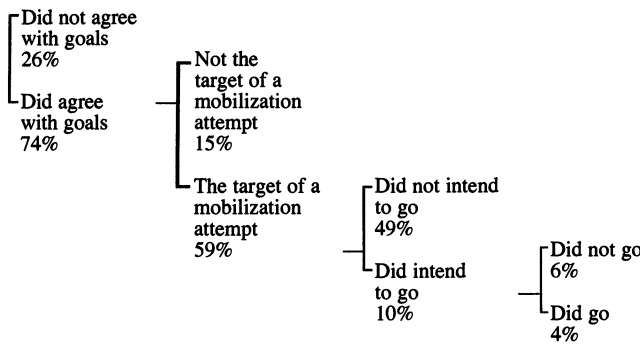 Did not agree
with goals
26%
Did agree
with goals
74%
Not the
target of a
mobilization
attempt
15%
The target of a
mobilization
attempt
59%
Did not intend
to go
49%
Did intend
to go
10%
Did not go
6%
Did go
4%